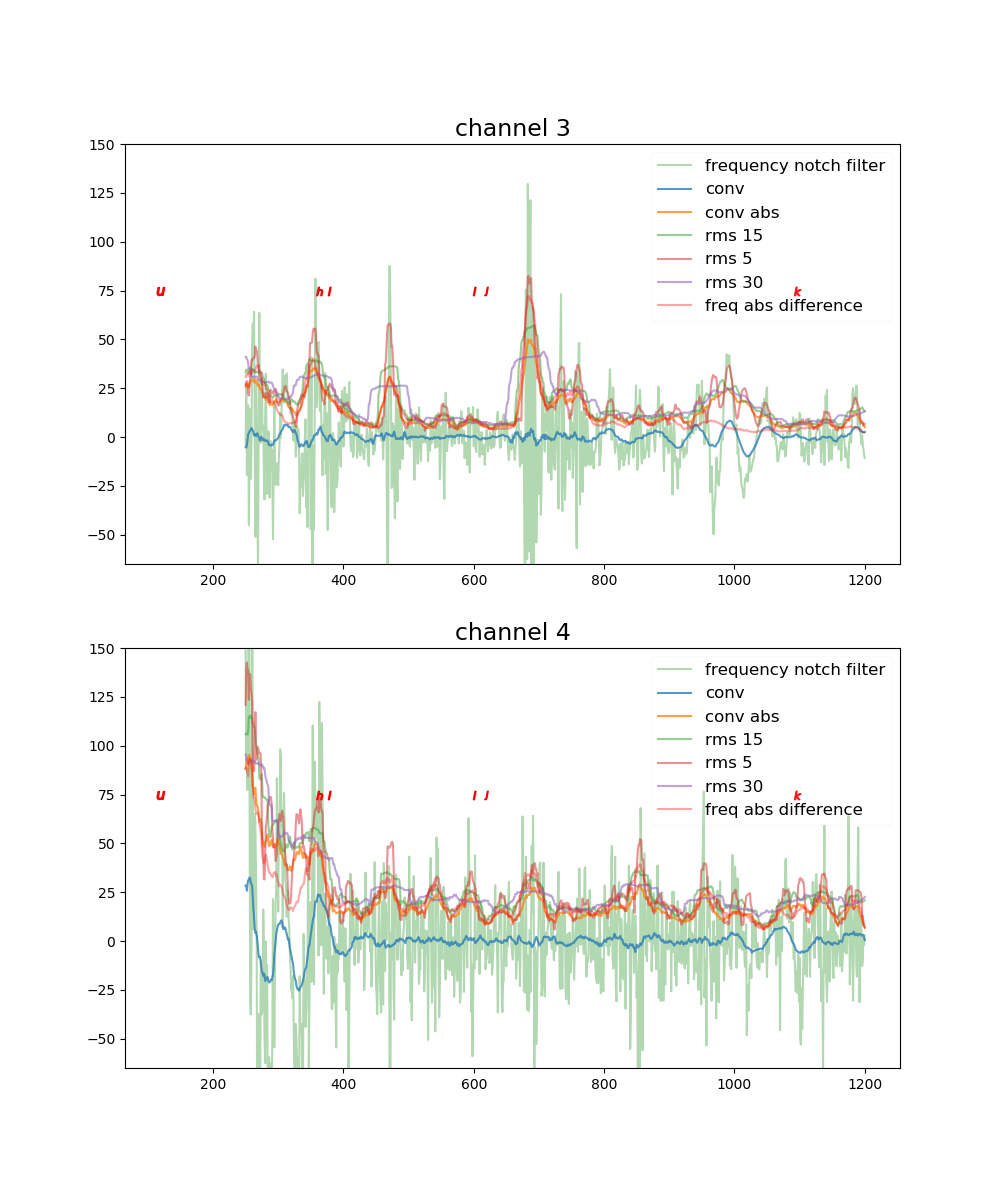 channel 3
150
125
100
75
50
25
0
−25
−50
200 400 600 800 1000 1200
u h l l j k
frequency notch filter
conv
conv abs
rms 15
rms 5
rms 30
freq abs difference
channel 4
150
125
100
75
50
25
0
−25
−50
200 400 600 800 1000 1200
u h l l j k
frequency notch filter
conv
conv abs
rms 15
rms 5
rms 30
freq abs difference